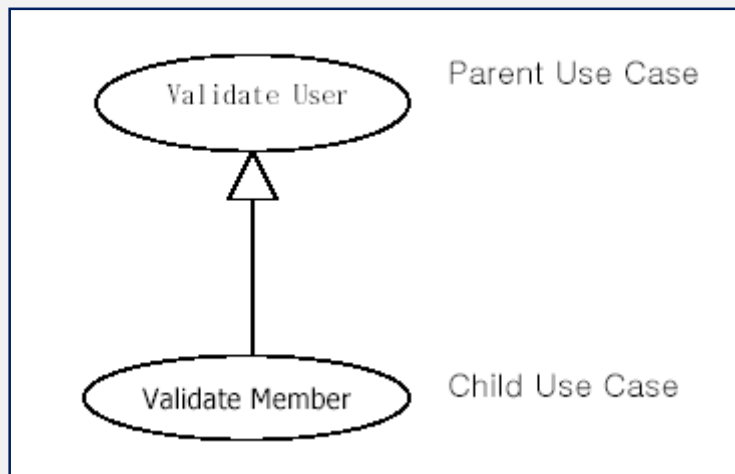 Validate User
Parent Use Case
Validate Member
Child Use Case